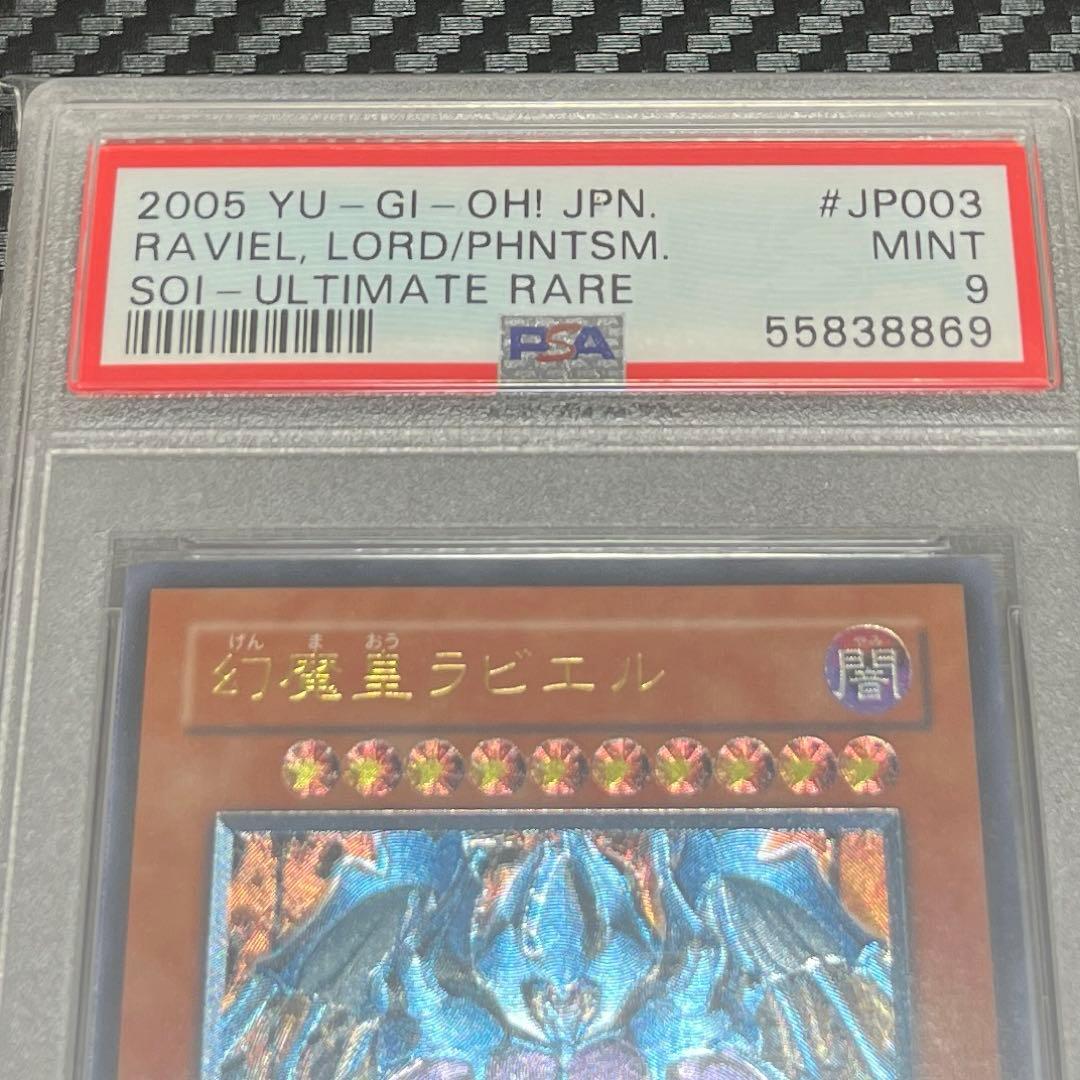 2005 YU-GI-OH! JPN. #JP003
RAVIEL, LORD/PHNTSM. MINT
SOI-ULTIMATE RARE 9
PSA 55838869
げん ま おう
幻魔皇ラビエル
やみ
闇